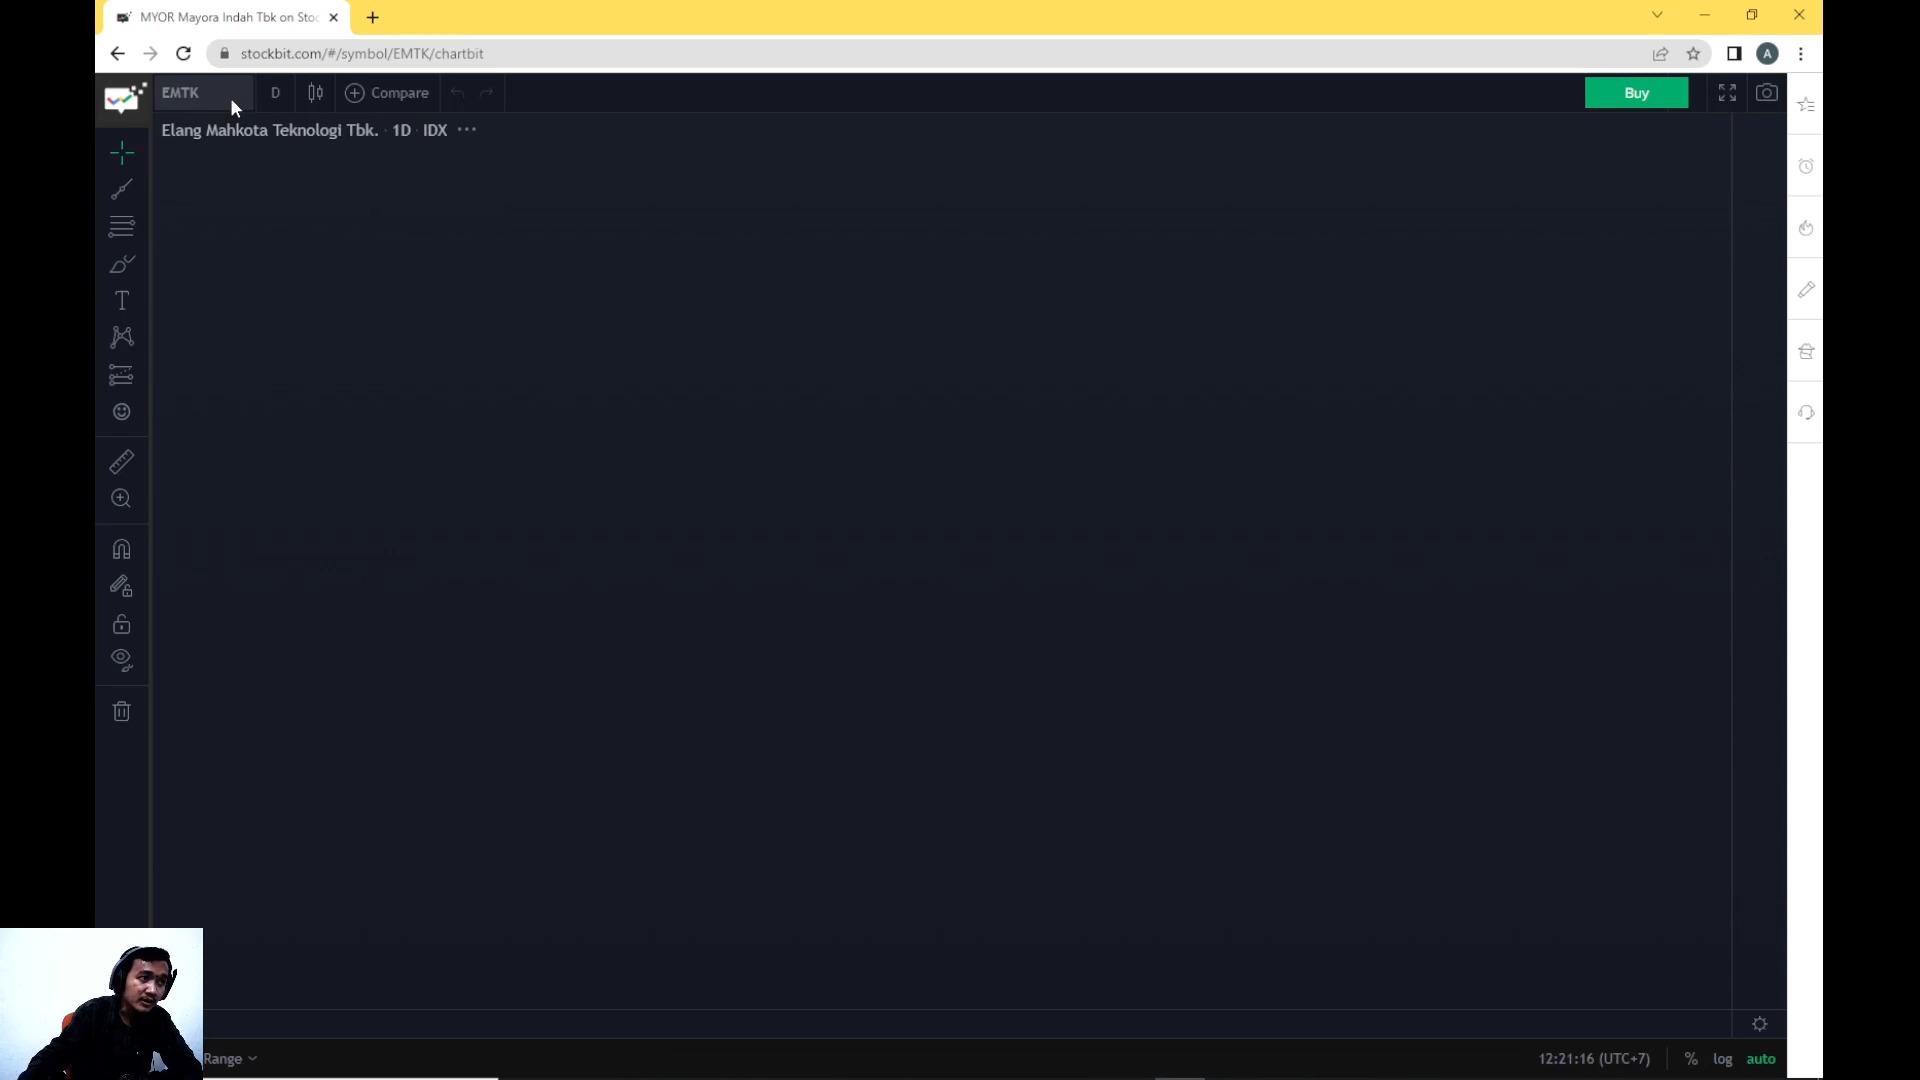 MYOR Mayora Indah Tbk on Stoc
stockbit.com/#/symbol/EMTK/chartbit
A
EMTK
D
Compare
Buy
Elang Mahkota Teknologi Tbk. · 1D · IDX
Range
12:21:16 (UTC+7)
%
log
auto